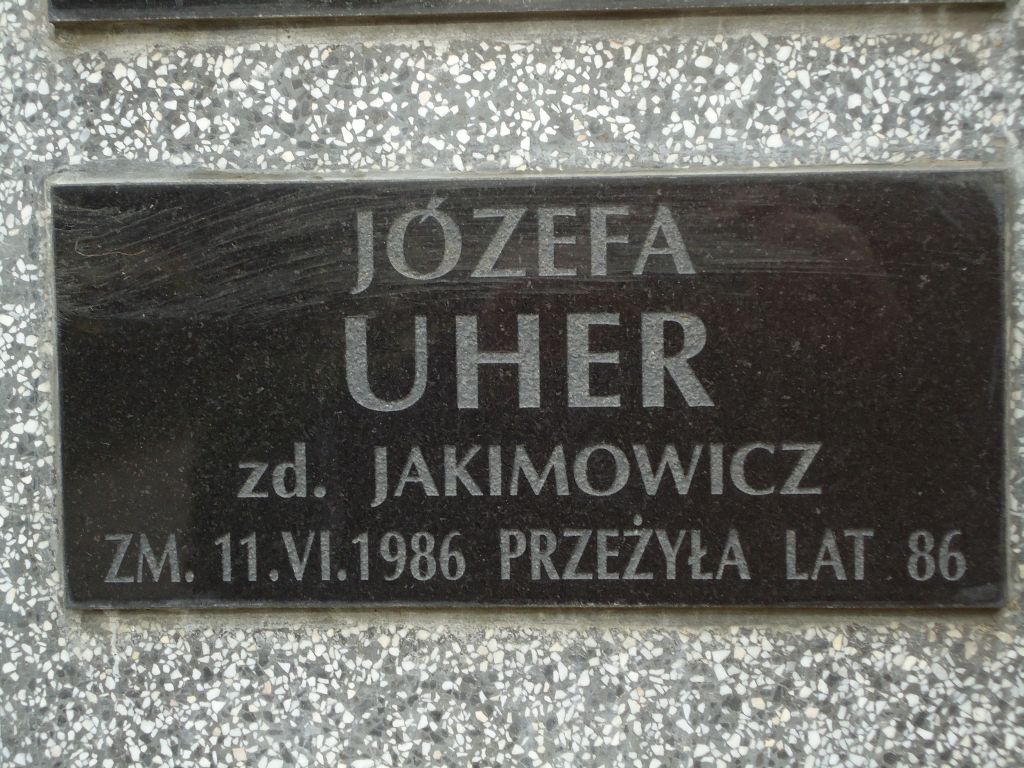 JÓZEFA
UHER
zd. JAKIMOWICZ
ZM. 11.VI.1986 PRZEŻYŁA LAT 86